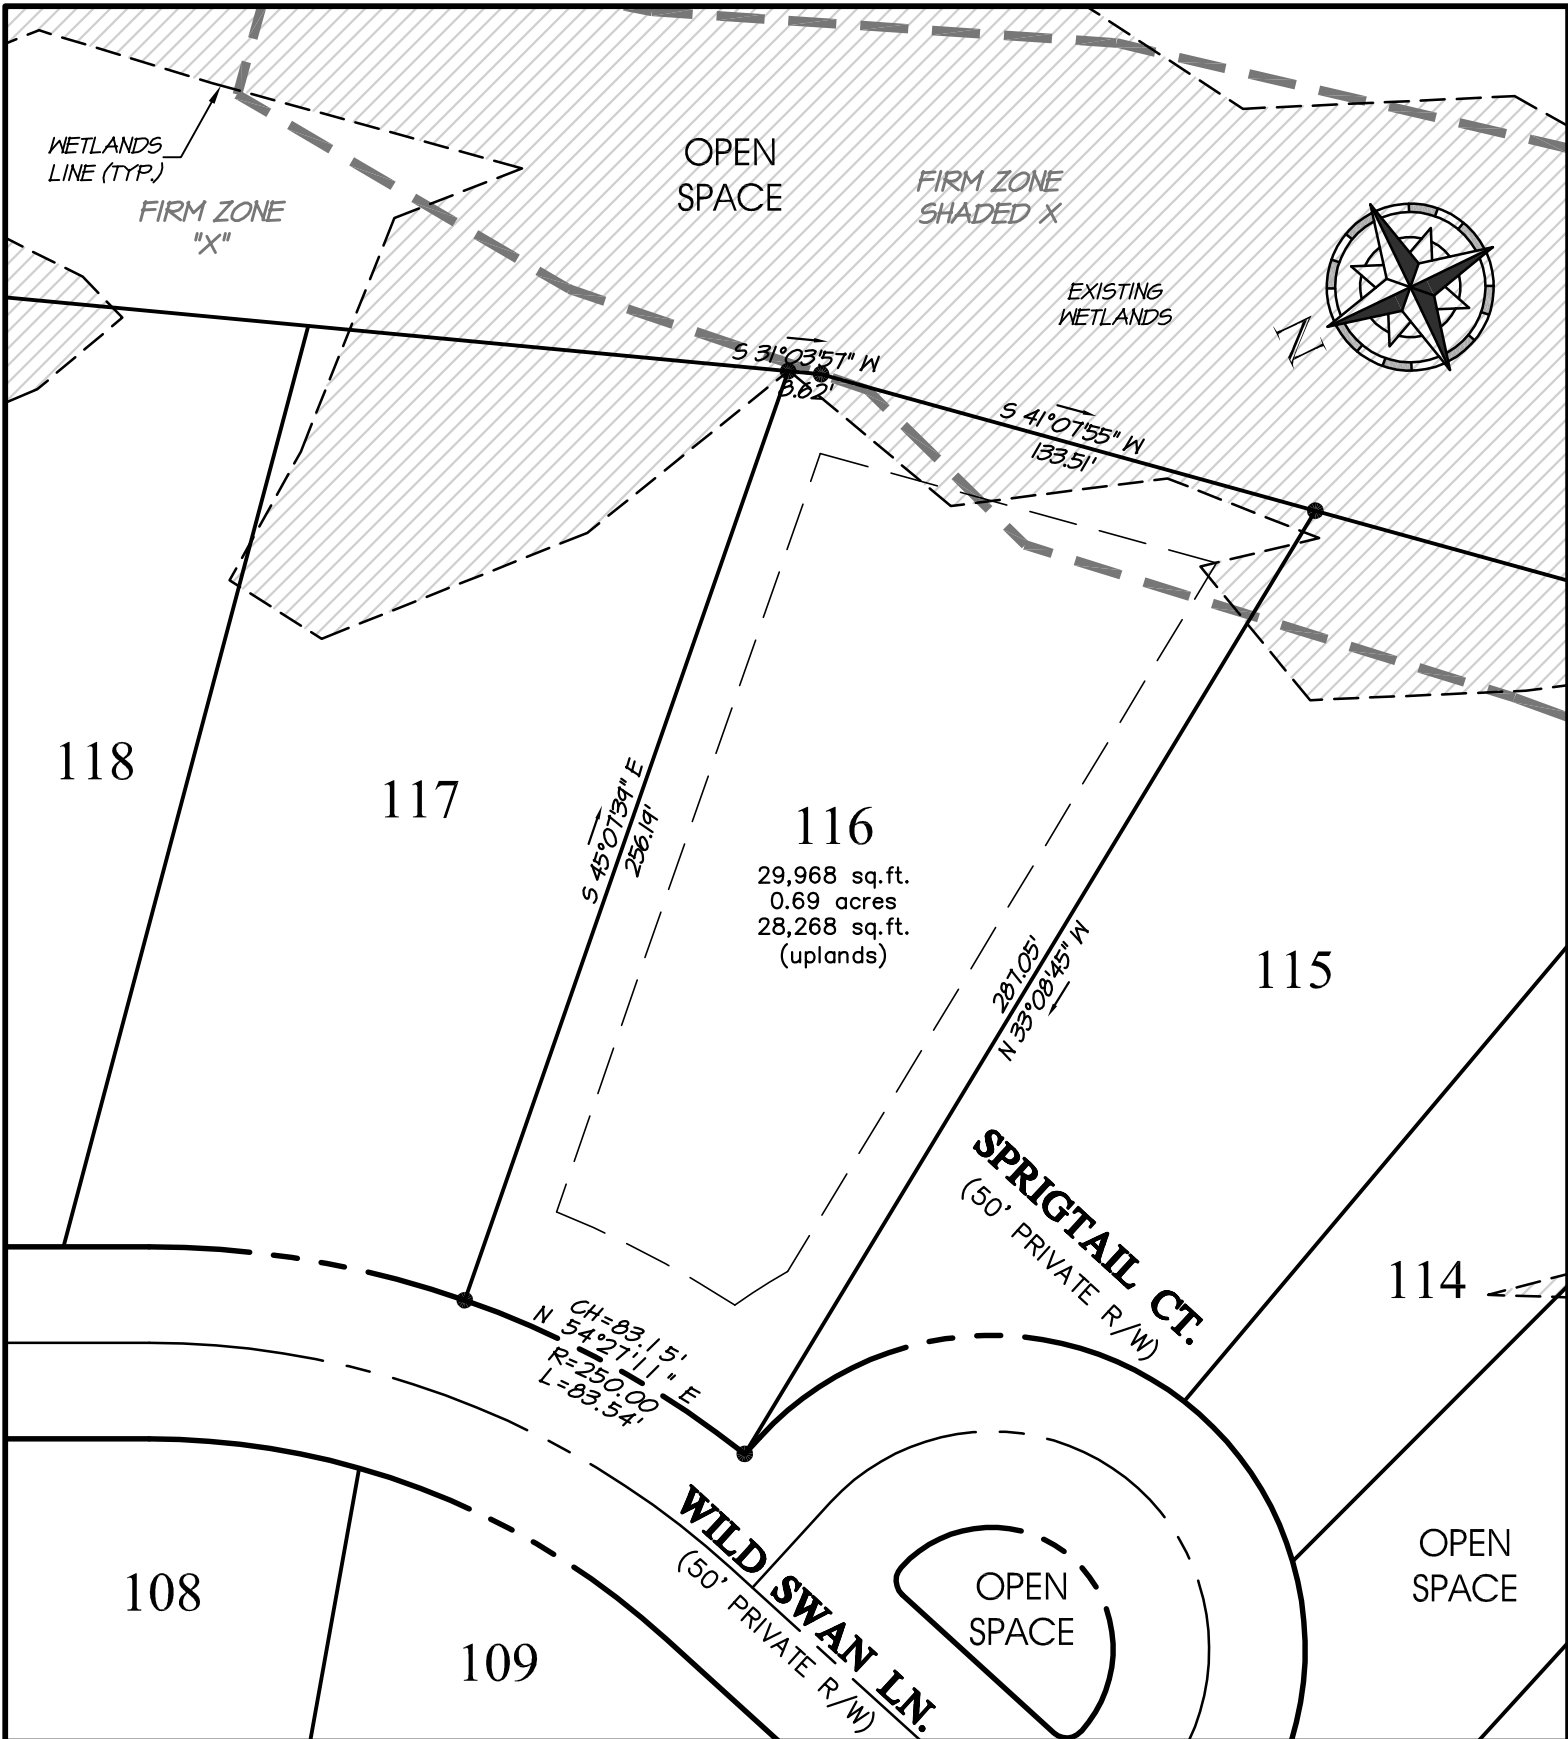 WETLANDS
LINE (TYP.)
FIRM ZONE
"X"
OPEN
SPACE
FIRM ZONE
SHADED X
EXISTING
WETLANDS
N
S 31°03'57" W
8.62'
S 41°07'55" W
133.51'
118
117
S 45°07'39" E
256.19'
116
29,968 sq.ft.
0.69 acres
28,268 sq.ft.
(uplands)
287.05'
N 33°08'45" W
115
SPRIGTAIL CT.
(50' PRIVATE R/W)
114
CH=83.15'
N 54°27'11" E
R=250.00
L=83.54'
WILD SWAN LN.
(50' PRIVATE R/W)
OPEN
SPACE
OPEN
SPACE
108
109